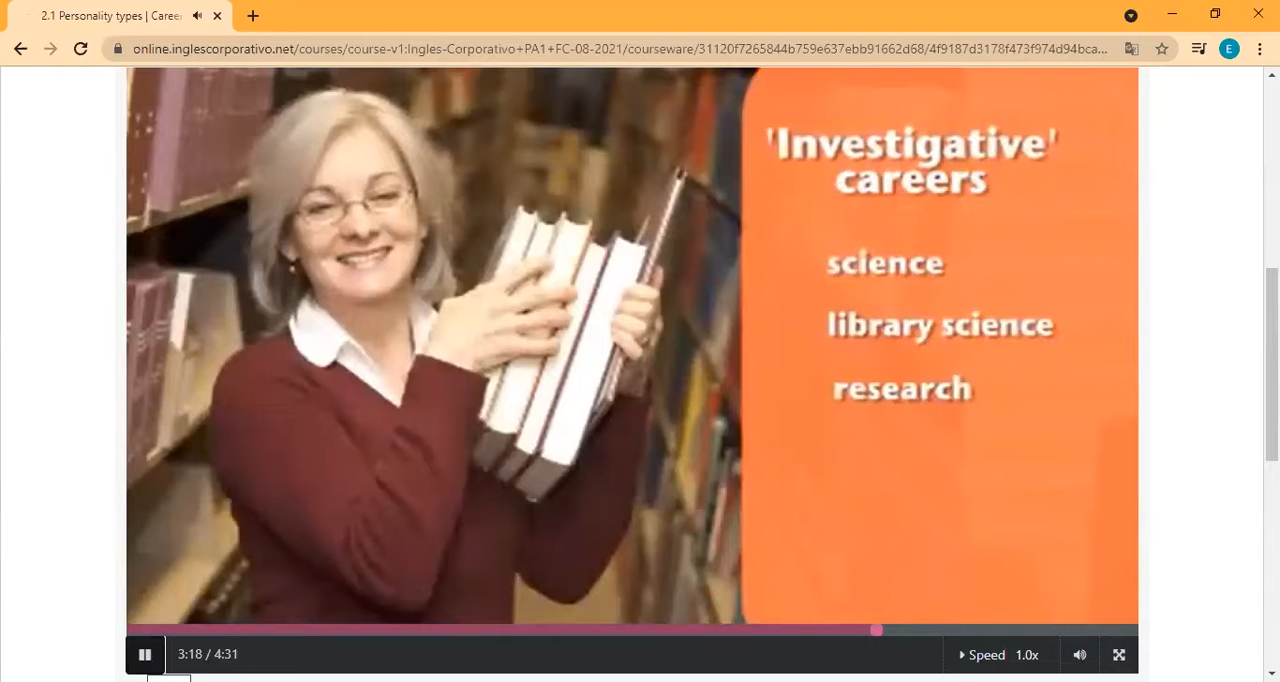 2.1 Personality types | Caree
online.inglescorporativo.net/courses/course-v1:Ingles-Corporativo+PA1+FC-08-2021/courseware/31120f7265844b759e637ebb91662d68/4f9187d3178f473f974d94bca...
E
'Investigative'
careers
science
library science
research
3:18 / 4:31
Speed 1.0x